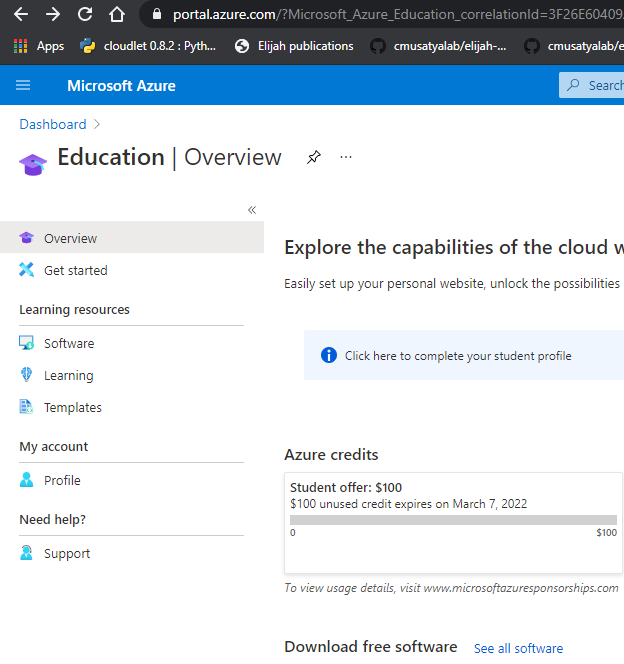 portal.azure.com/?Microsoft_Azure_Education_correlationId=3F26E60409
Apps cloudlet 0.8.2 : Pyth... Elijah publications cmusatyalab/elijah-... cmusatyalab/e
Microsoft Azure Search
Dashboard >
Education | Overview ...
«
Overview
Get started
Learning resources
Software
Learning
Templates
My account
Profile
Need help?
Support
Explore the capabilities of the cloud w
Easily set up your personal website, unlock the possibilities
Click here to complete your student profile
Azure credits
Student offer: $100
$100 unused credit expires on March 7, 2022
0 $100
To view usage details, visit www.microsoftazuresponsorships.com
Download free software See all software